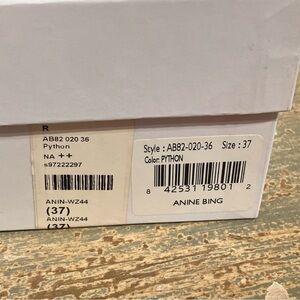 R
AB82 020 36
Python
NA ++
s97222297
ANIN-WZ44
(37)
ANIN-WZ44
(37)
Style : AB82-020-36 Size : 37
Color: PYTHON
8 42531 19801 2
ANINE BING